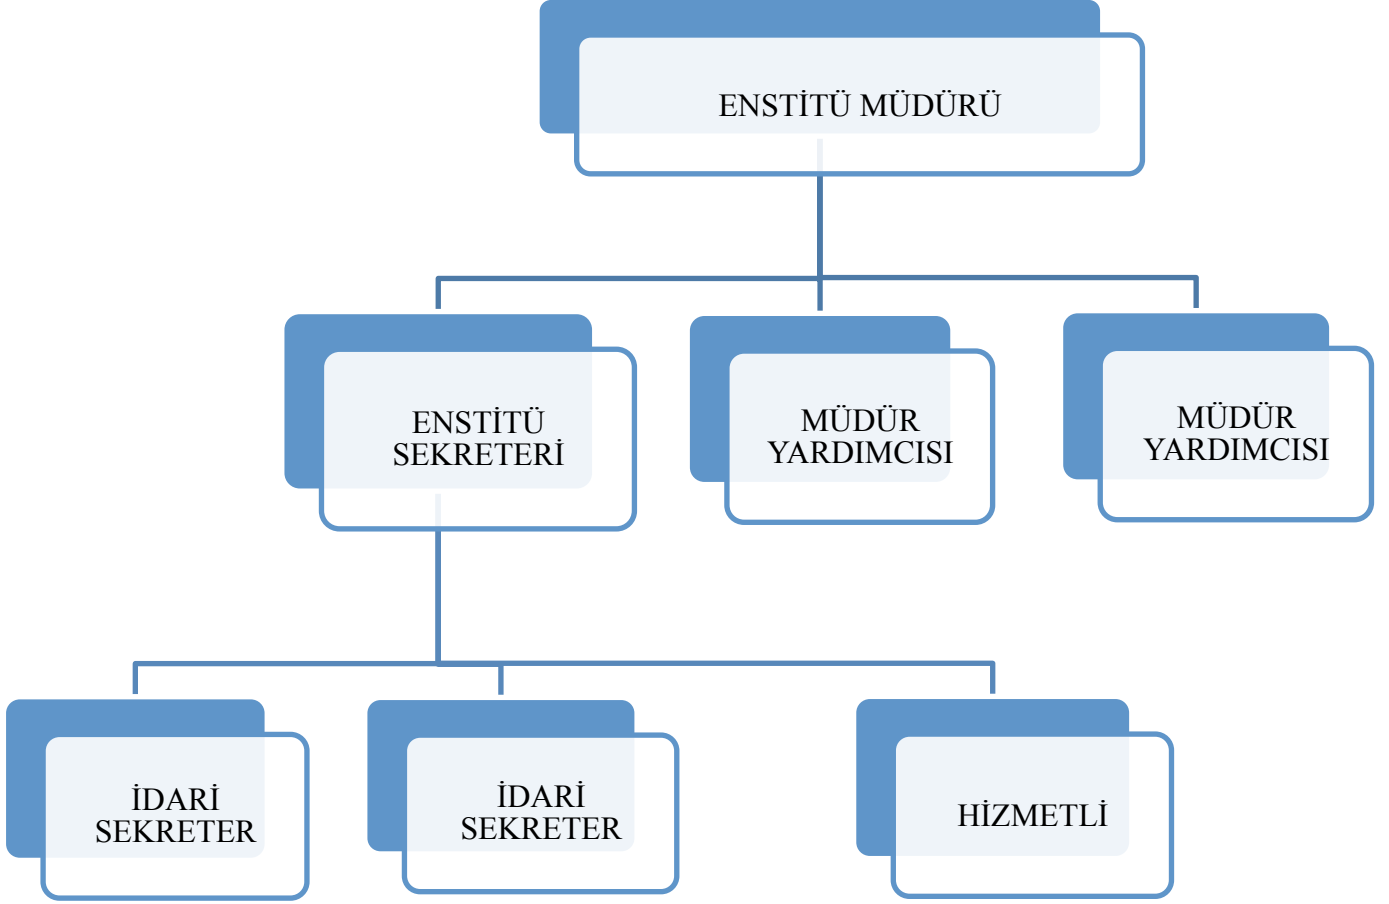 ENSTİTÜ MÜDÜRÜ
ENSTİTÜ
SEKRETERİ
MÜDÜR
YARDIMCISI
MÜDÜR
YARDIMCISI
İDARİ
SEKRETER
İDARİ
SEKRETER
HİZMETLİ